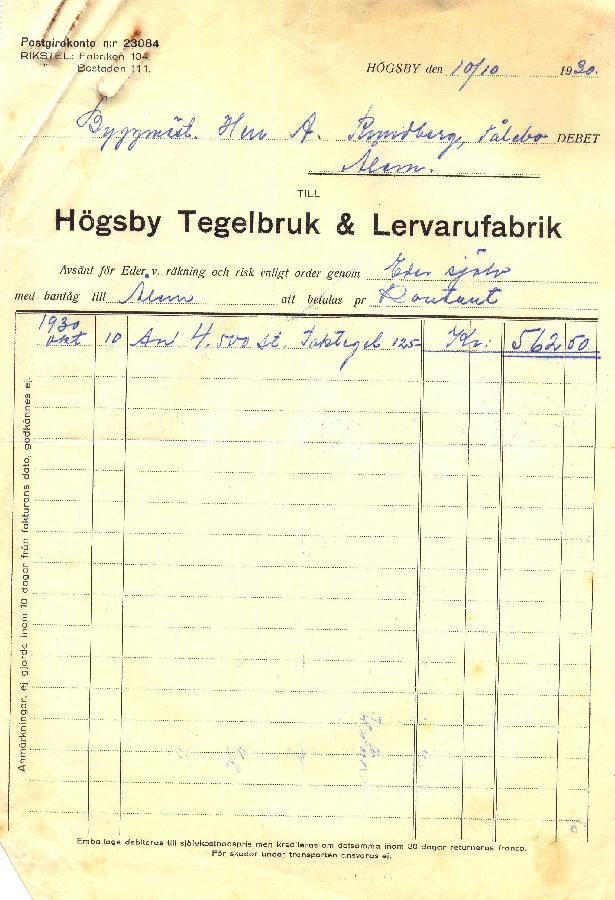 Postgirokonto n:r 23084
RIKSTEL.: Fabriken 104.
Bostaden 111.
HÖGSBY den 10/10 1930.
Byggmäst. Herr A. Rundberg, Tålebo DEBET
Ålem.
TILL
Högsby Tegelbruk & Lervarufabrik
Avsänt för Eder v. räkning och risk enligt order genom Eder själv
med bantåg till Ålem att betalas pr Kontant
1930
okt 10 An 4.500 st. Taktegel 125- Kr: 562 50
Anmärkningar, ej gjorda inom 10 dagar från fakturans dato, godkännes ej.
Emballage debiteras till självkostnadspris men krediteras om detsamma inom 30 dagar returneras franco.
För skador under transporten ansvaras ej.